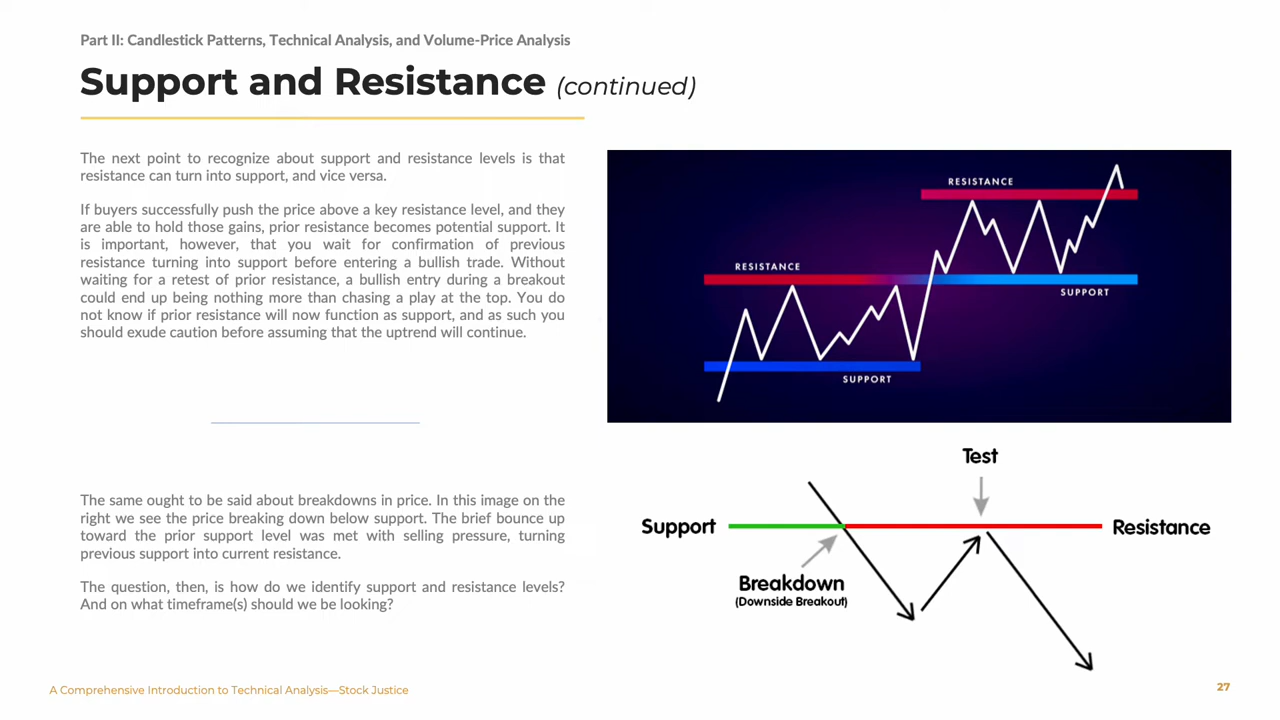 Part II: Candlestick Patterns, Technical Analysis, and Volume-Price Analysis
Support and Resistance (continued)
The next point to recognize about support and resistance levels is that
resistance can turn into support, and vice versa.
If buyers successfully push the price above a key resistance level, and they
are able to hold those gains, prior resistance becomes potential support. It
is important, however, that you wait for confirmation of previous
resistance turning into support before entering a bullish trade. Without
waiting for a retest of prior resistance, a bullish entry during a breakout
could end up being nothing more than chasing a play at the top. You do
not know if prior resistance will now function as support, and as such you
should exude caution before assuming that the uptrend will continue.
The same ought to be said about breakdowns in price. In this image on the
right we see the price breaking down below support. The brief bounce up
toward the prior support level was met with selling pressure, turning
previous support into current resistance.
The question, then, is how do we identify support and resistance levels?
And on what timeframe(s) should we be looking?
RESISTANCE
RESISTANCE
SUPPORT
SUPPORT
Test
Support
Resistance
Breakdown
(Downside Breakout)
A Comprehensive Introduction to Technical Analysis—Stock Justice
27